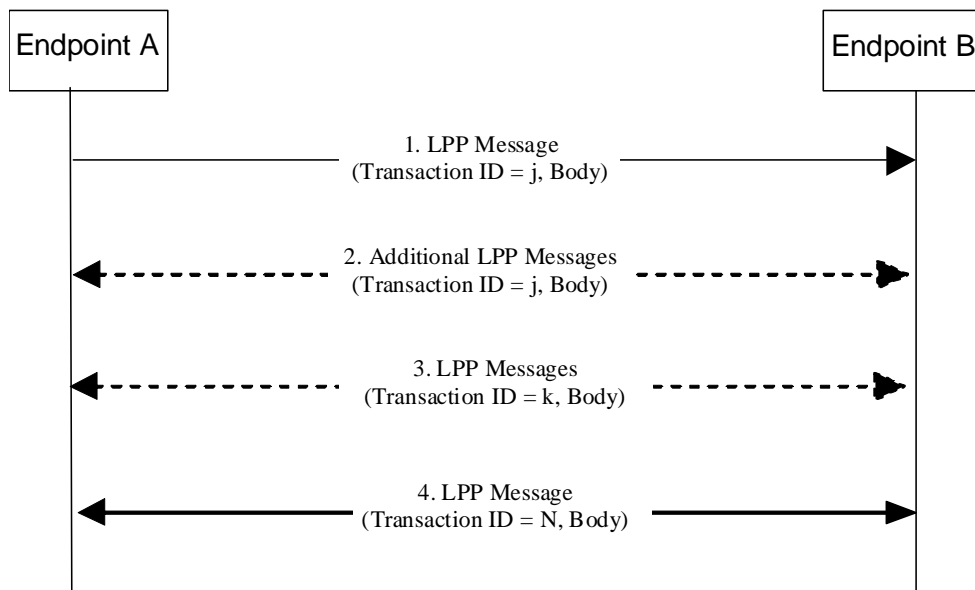 Endpoint A
Endpoint B
1. LPP Message
(Transaction ID = j, Body)
2. Additional LPP Messages
(Transaction ID = j, Body)
3. LPP Messages
(Transaction ID = k, Body)
4. LPP Message
(Transaction ID = N, Body)